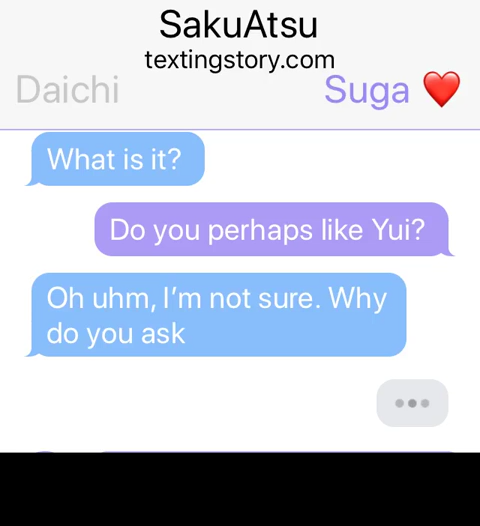 SakuAtsu
textingstory.com
Daichi Suga ❤️
What is it?
Do you perhaps like Yui?
Oh uhm, I’m not sure. Why
do you ask